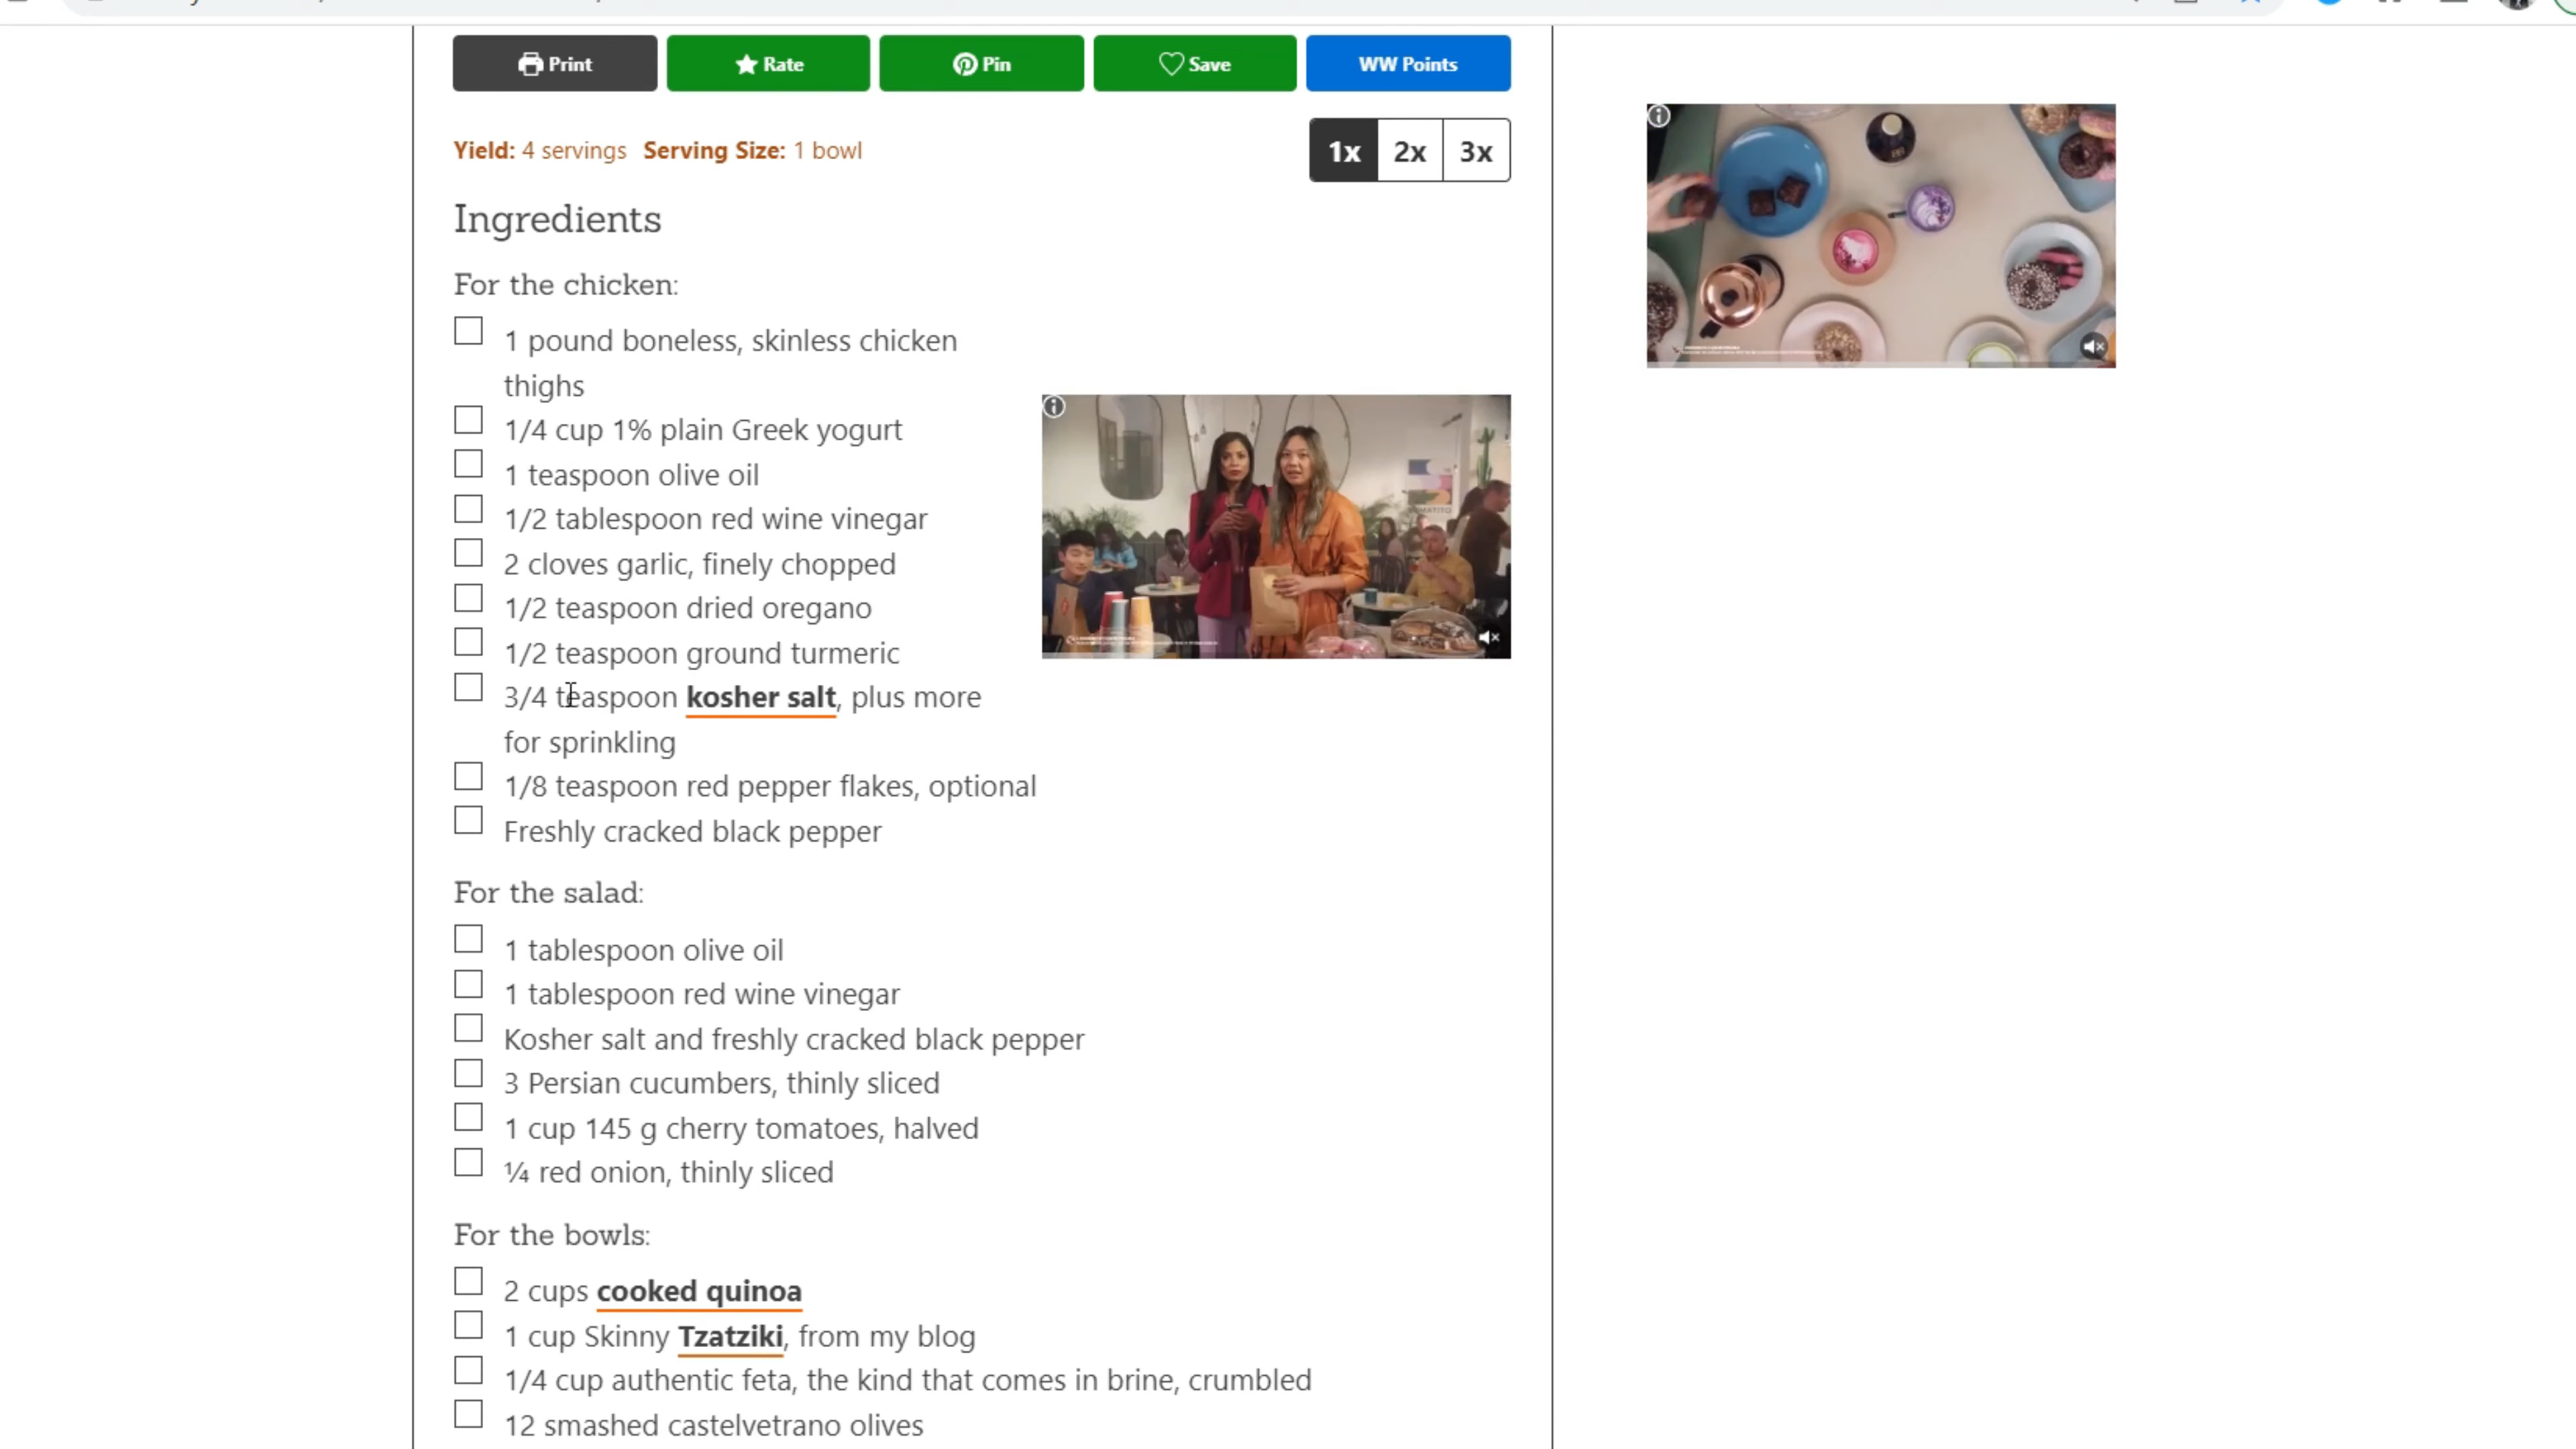 Print
Rate
Pin
Save
WW Points
Yield: 4 servings Serving Size: 1 bowl
1x 2x 3x
Ingredients
For the chicken:
1 pound boneless, skinless chicken
thighs
1/4 cup 1% plain Greek yogurt
1 teaspoon olive oil
1/2 tablespoon red wine vinegar
2 cloves garlic, finely chopped
1/2 teaspoon dried oregano
1/2 teaspoon ground turmeric
3/4 teaspoon kosher salt, plus more
for sprinkling
1/8 teaspoon red pepper flakes, optional
Freshly cracked black pepper
For the salad:
1 tablespoon olive oil
1 tablespoon red wine vinegar
Kosher salt and freshly cracked black pepper
3 Persian cucumbers, thinly sliced
1 cup 145 g cherry tomatoes, halved
¼ red onion, thinly sliced
For the bowls:
2 cups cooked quinoa
1 cup Skinny Tzatziki, from my blog
1/4 cup authentic feta, the kind that comes in brine, crumbled
12 smashed castelvetrano olives